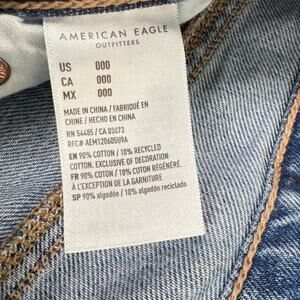 AMERICAN EAGLE
OUTFITTERS
US 000
CA 000
MX 000
MADE IN CHINA / FABRIQUÉ EN
CHINE / HECHO EN CHINA
RN 54485 / CA 03873
RFC# AEM120605U9A
EN 90% COTTON / 10% RECYCLED
COTTON, EXCLUSIVE OF DECORATION
FR 90% COTON / 10% COTON RÉGÉNÉRÉ,
À L'EXCEPTION DE LA GARNITURE
SP 90% algodón / 10% algodón reciclado